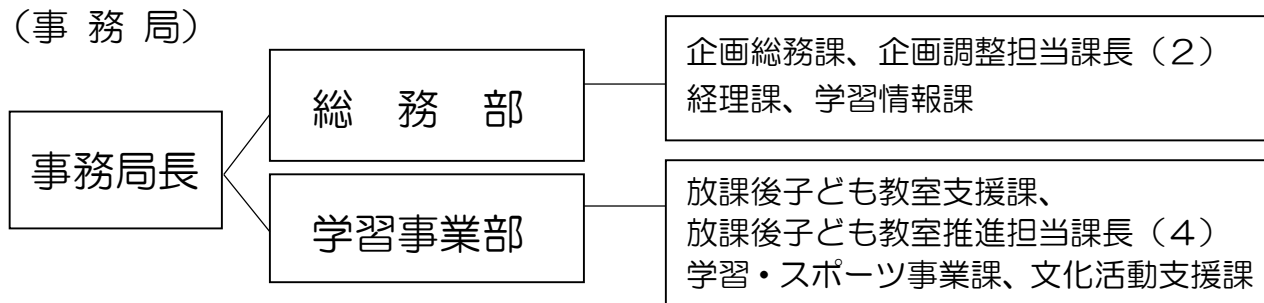 (事 務 局)
事務局長
総 務 部
企画総務課、企画調整担当課長(2)
経理課、学習情報課
学習事業部
放課後子ども教室支援課、
放課後子ども教室推進担当課長(4)
学習・スポーツ事業課、文化活動支援課